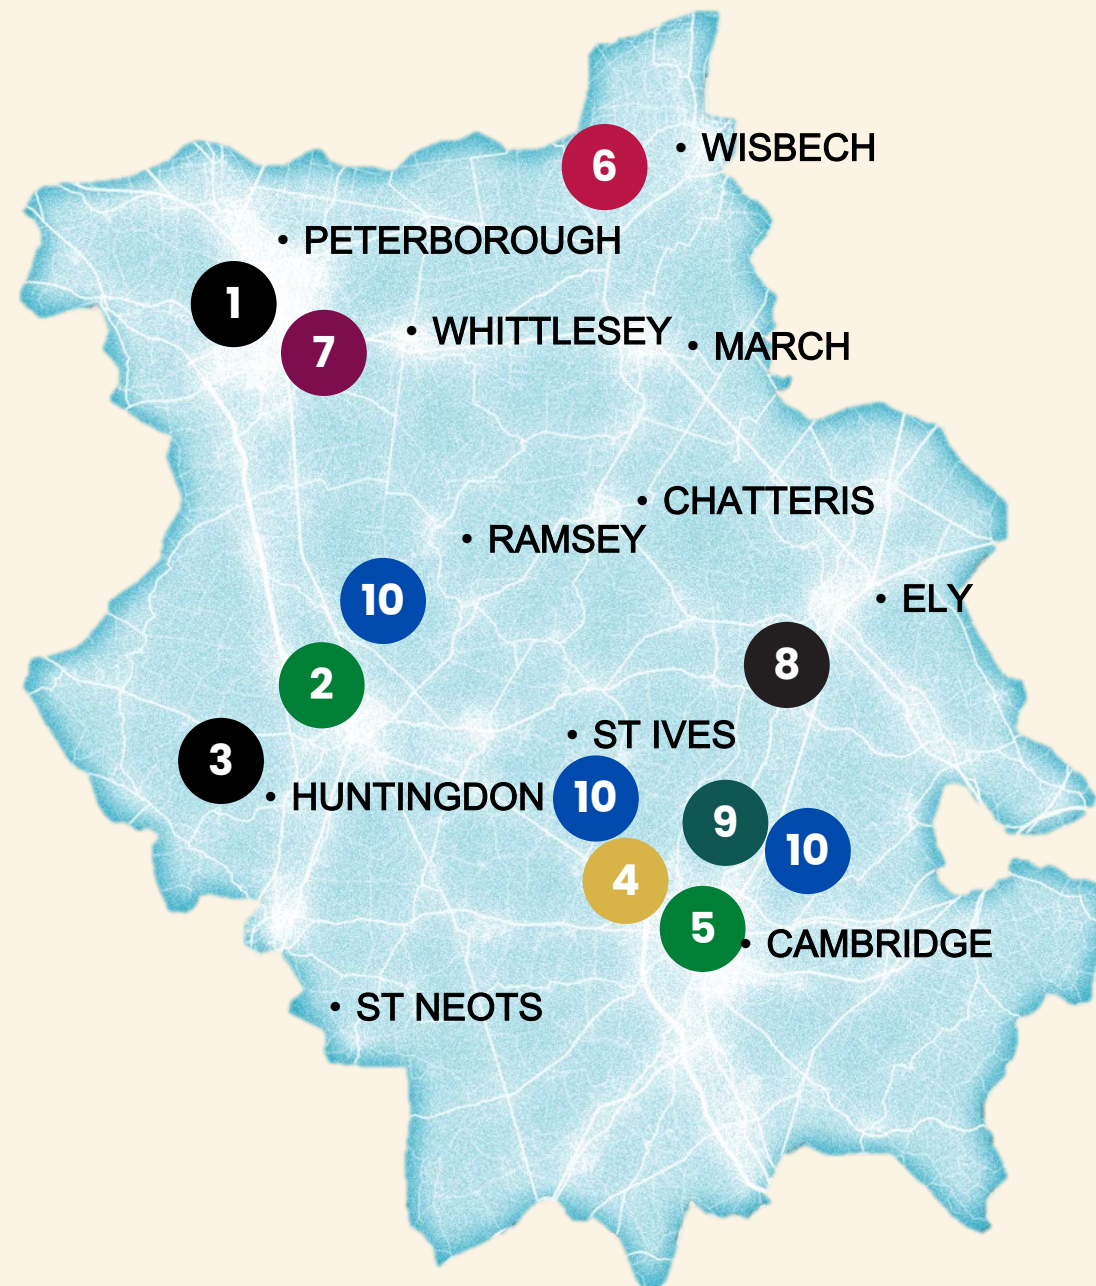 6
• WISBECH
• PETERBOROUGH
1
7
• WHITTLESEY
• MARCH
• CHATTERIS
• RAMSEY
10
• ELY
2
8
• ST IVES
3
• HUNTINGDON
10
9
10
4
5
• CAMBRIDGE
• ST NEOTS